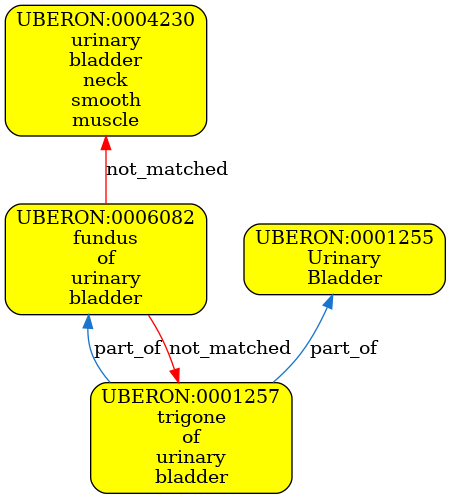 UBERON:0004230
urinary
bladder
neck
smooth
muscle
not_matched
UBERON:0006082
fundus
of
urinary
bladder
UBERON:0001255
Urinary
Bladder
part_of
not_matched
part_of
UBERON:0001257
trigone
of
urinary
bladder